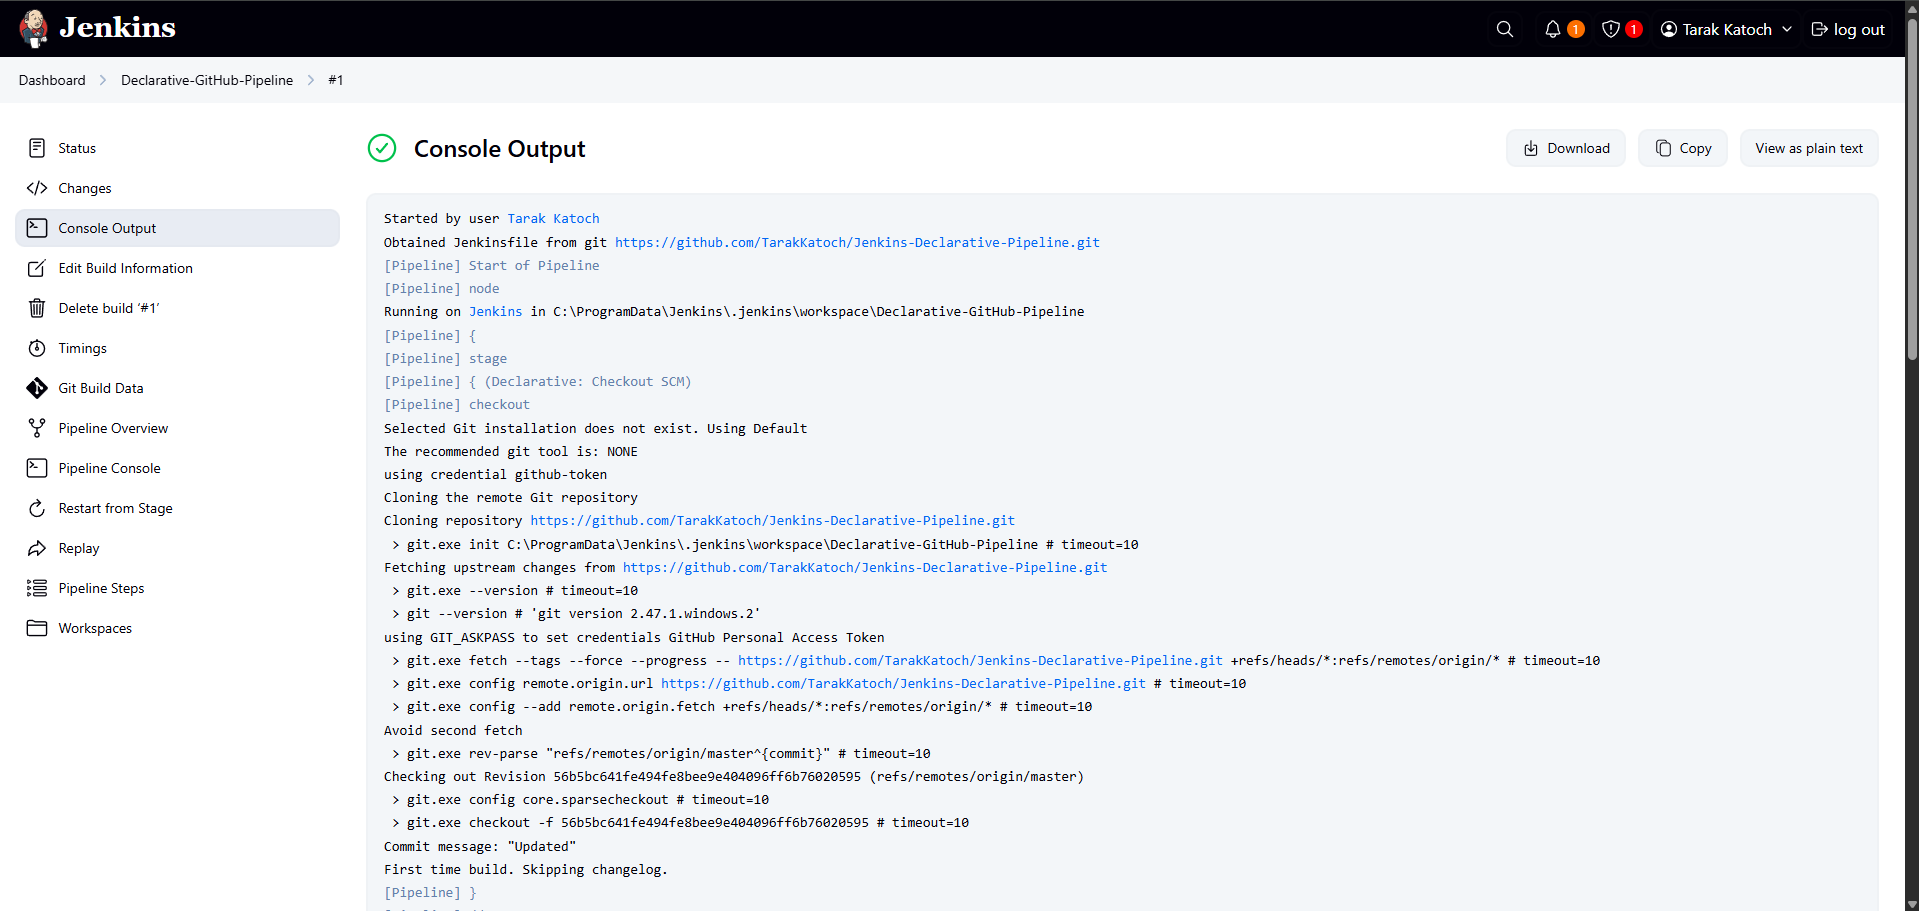 Jenkins
1
1
Tarak Katoch
log out
Dashboard
Declarative-GitHub-Pipeline
#1
Status
Changes
Console Output
Edit Build Information
Delete build ‘#1’
Timings
Git Build Data
Pipeline Overview
Pipeline Console
Restart from Stage
Replay
Pipeline Steps
Workspaces
Console Output
Download
Copy
View as plain text
Started by user Tarak Katoch
Obtained Jenkinsfile from git https://github.com/TarakKatoch/Jenkins-Declarative-Pipeline.git
[Pipeline] Start of Pipeline
[Pipeline] node
Running on Jenkins in C:\ProgramData\Jenkins\.jenkins\workspace\Declarative-GitHub-Pipeline
[Pipeline] {
[Pipeline] stage
[Pipeline] { (Declarative: Checkout SCM)
[Pipeline] checkout
Selected Git installation does not exist. Using Default
The recommended git tool is: NONE
using credential github-token
Cloning the remote Git repository
Cloning repository https://github.com/TarakKatoch/Jenkins-Declarative-Pipeline.git
> git.exe init C:\ProgramData\Jenkins\.jenkins\workspace\Declarative-GitHub-Pipeline # timeout=10
Fetching upstream changes from https://github.com/TarakKatoch/Jenkins-Declarative-Pipeline.git
> git.exe --version # timeout=10
> git --version # 'git version 2.47.1.windows.2'
using GIT_ASKPASS to set credentials GitHub Personal Access Token
> git.exe fetch --tags --force --progress -- https://github.com/TarakKatoch/Jenkins-Declarative-Pipeline.git +refs/heads/*:refs/remotes/origin/* # timeout=10
> git.exe config remote.origin.url https://github.com/TarakKatoch/Jenkins-Declarative-Pipeline.git # timeout=10
> git.exe config --add remote.origin.fetch +refs/heads/*:refs/remotes/origin/* # timeout=10
Avoid second fetch
> git.exe rev-parse "refs/remotes/origin/master^{commit}" # timeout=10
Checking out Revision 56b5bc641fe494fe8bee9e404096ff6b76020595 (refs/remotes/origin/master)
> git.exe config core.sparsecheckout # timeout=10
> git.exe checkout -f 56b5bc641fe494fe8bee9e404096ff6b76020595 # timeout=10
Commit message: "Updated"
First time build. Skipping changelog.
[Pipeline] }